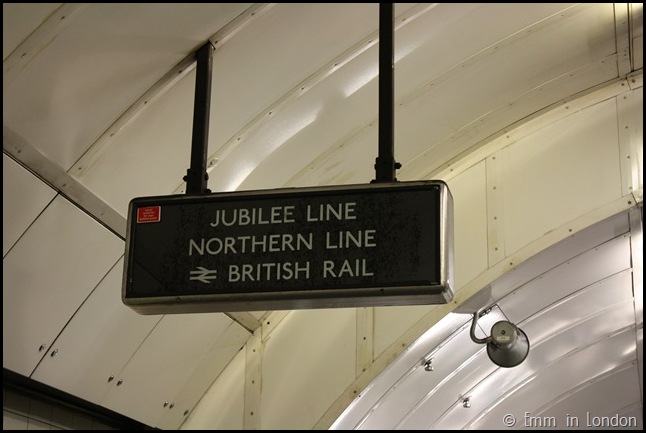 JUBILEE LINE
NORTHERN LINE
BRITISH RAIL
© Emm in London